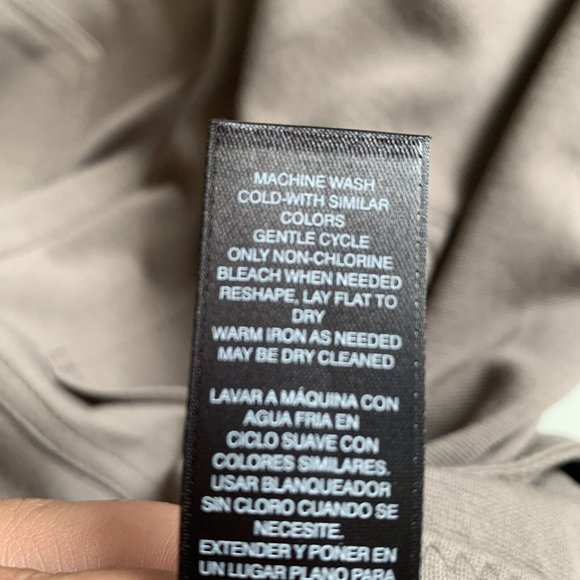 MACHINE WASH
COLD-WITH SIMILAR
COLORS
GENTLE CYCLE
ONLY NON-CHLORINE
BLEACH WHEN NEEDED
RESHAPE, LAY FLAT TO
DRY
WARM IRON AS NEEDED
MAY BE DRY CLEANED
LAVAR A MÁQUINA CON
AGUA FRIA EN
CICLO SUAVE CON
COLORES SIMILARES.
USAR BLANQUEADOR
SIN CLORO CUANDO SE
NECESITE.
EXTENDER Y PONER EN
UN LUGAR PLANO PARA